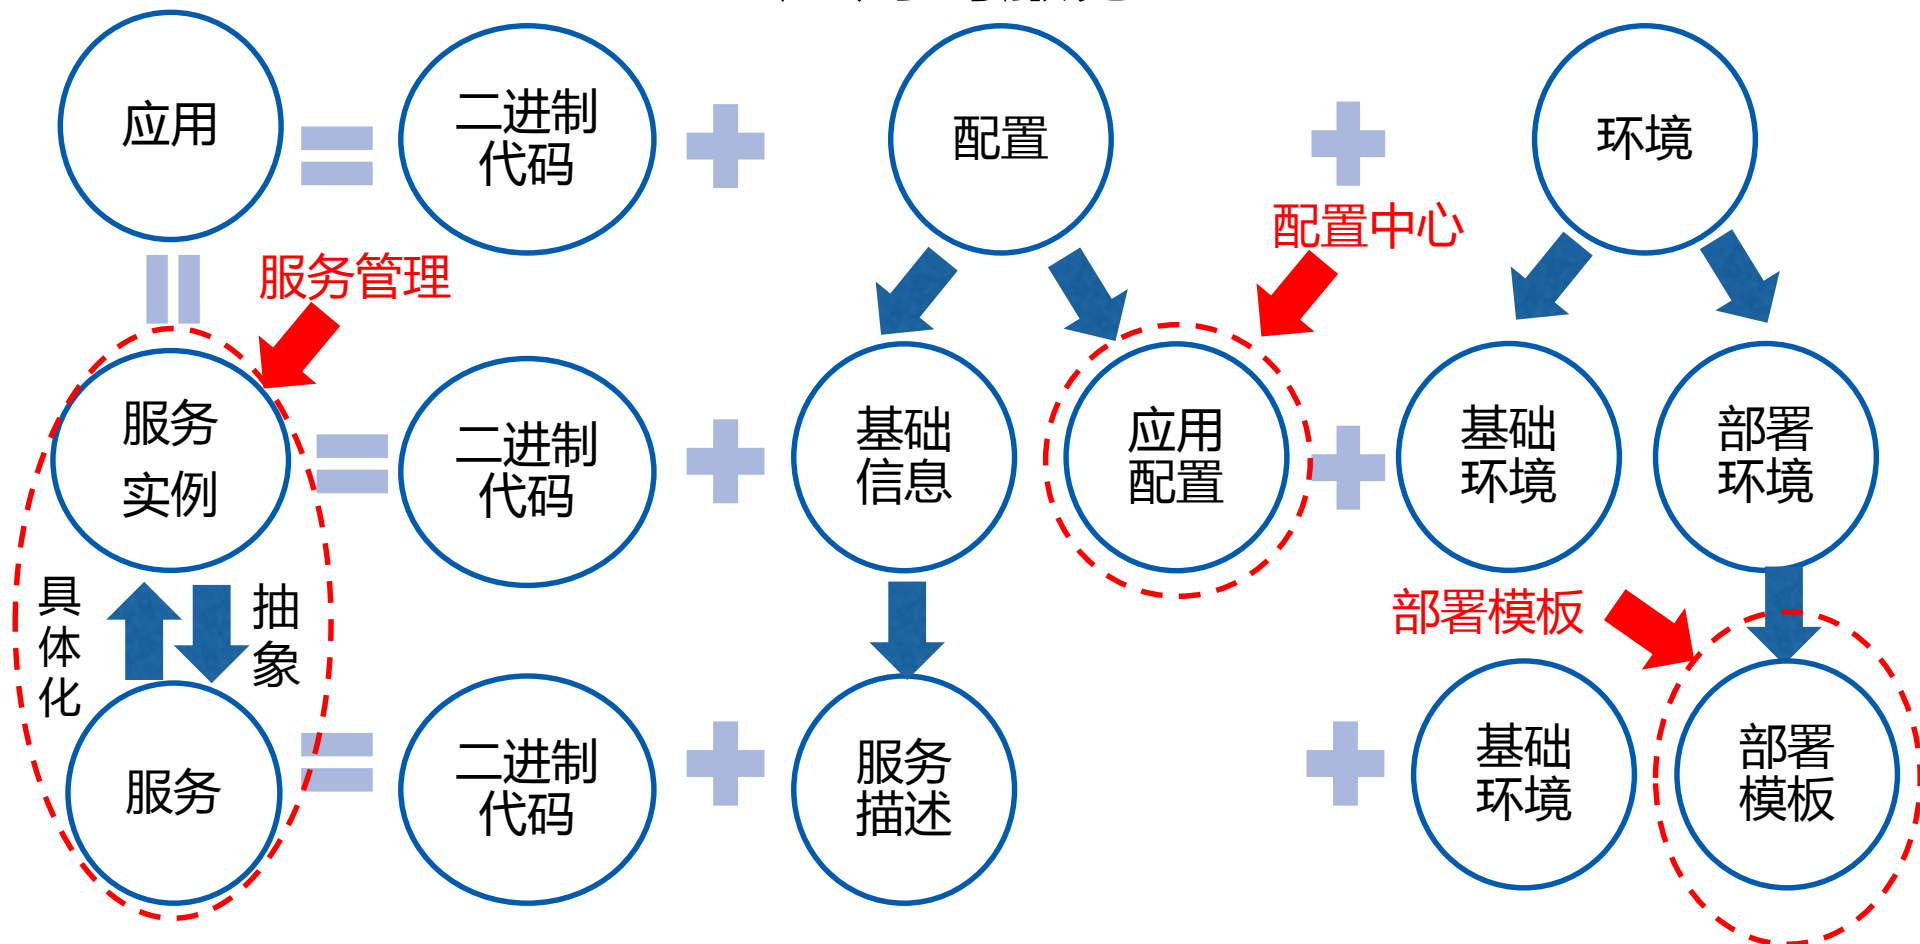 应用
二进制
代码
配置
环境
配置中心
服务管理
服务
实例
二进制
代码
基础
信息
应用
配置
基础
环境
部署
环境
具
体
化
抽
象
部署模板
服务
二进制
代码
服务
描述
基础
环境
部署
模板